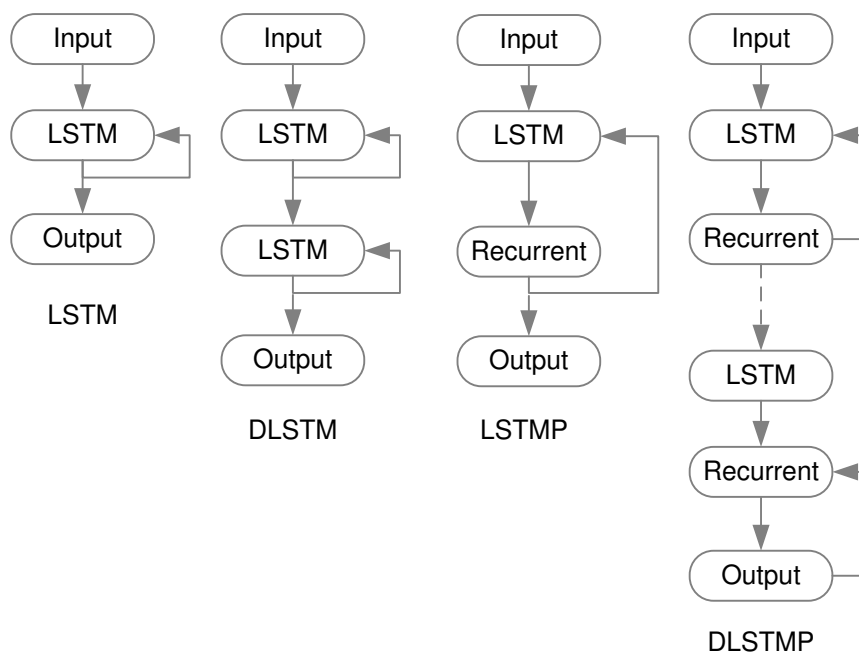 Input
LSTM
Output
LSTM
Input
LSTM
LSTM
Output
DLSTM
Input
LSTM
Recurrent
Output
LSTMP
Input
LSTM
Recurrent
LSTM
Recurrent
Output
DLSTMP